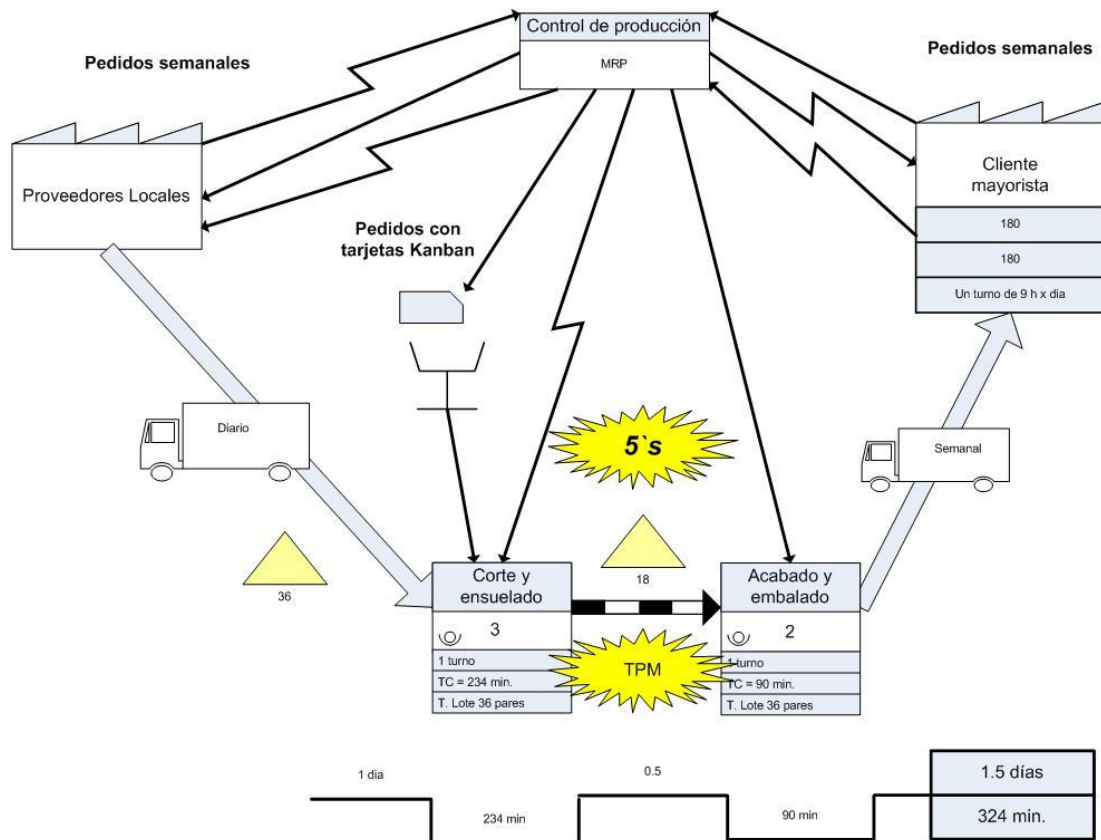 Control de producción
MRP
Pedidos semanales
Pedidos semanales
Proveedores Locales
Cliente
mayorista
180
180
Un turno de 9 h x dia
Pedidos con
tarjetas Kanban
Diario
Semanal
5`s
36
18
Corte y
ensuelado
3
1 turno
TC = 234 min.
T. Lote 36 pares
TPM
Acabado y
embalado
2
1 turno
TC = 90 min.
T. Lote 36 pares
1 dia
234 min
0.5
90 min
1.5 días
324 min.